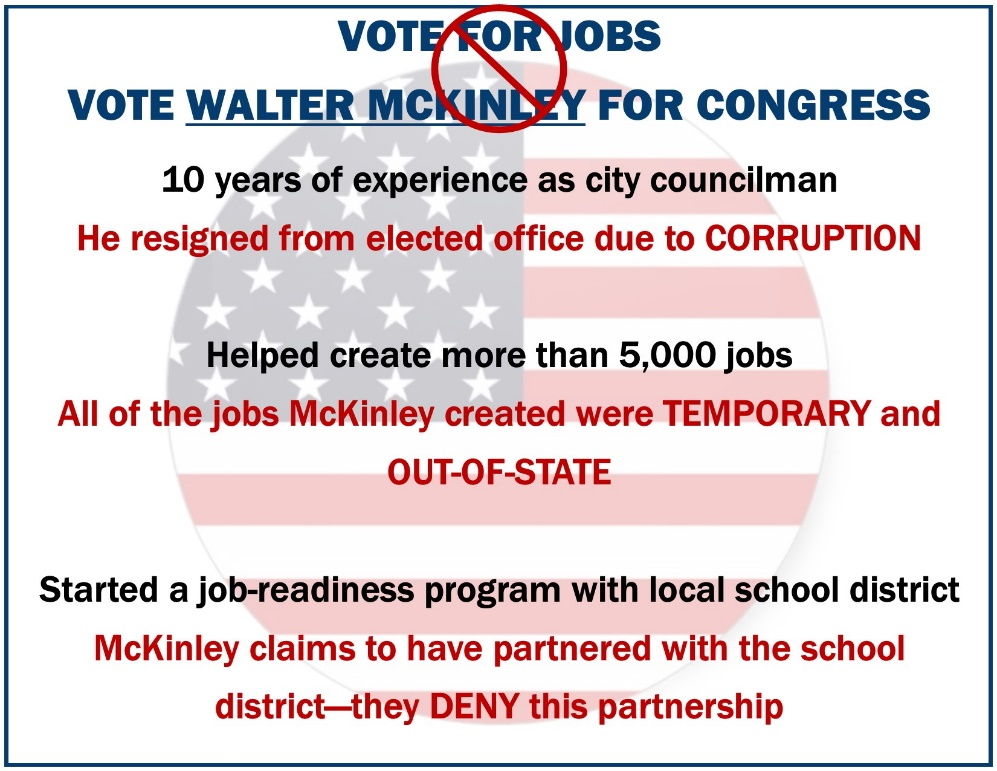 VOTE FOR JOBS
VOTE WALTER MCKINLEY FOR CONGRESS
10 years of experience as city councilman
He resigned from elected office due to CORRUPTION
Helped create more than 5,000 jobs
All of the jobs McKinley created were TEMPORARY and
OUT-OF-STATE
Started a job-readiness program with local school district
McKinley claims to have partnered with the school
district—they DENY this partnership